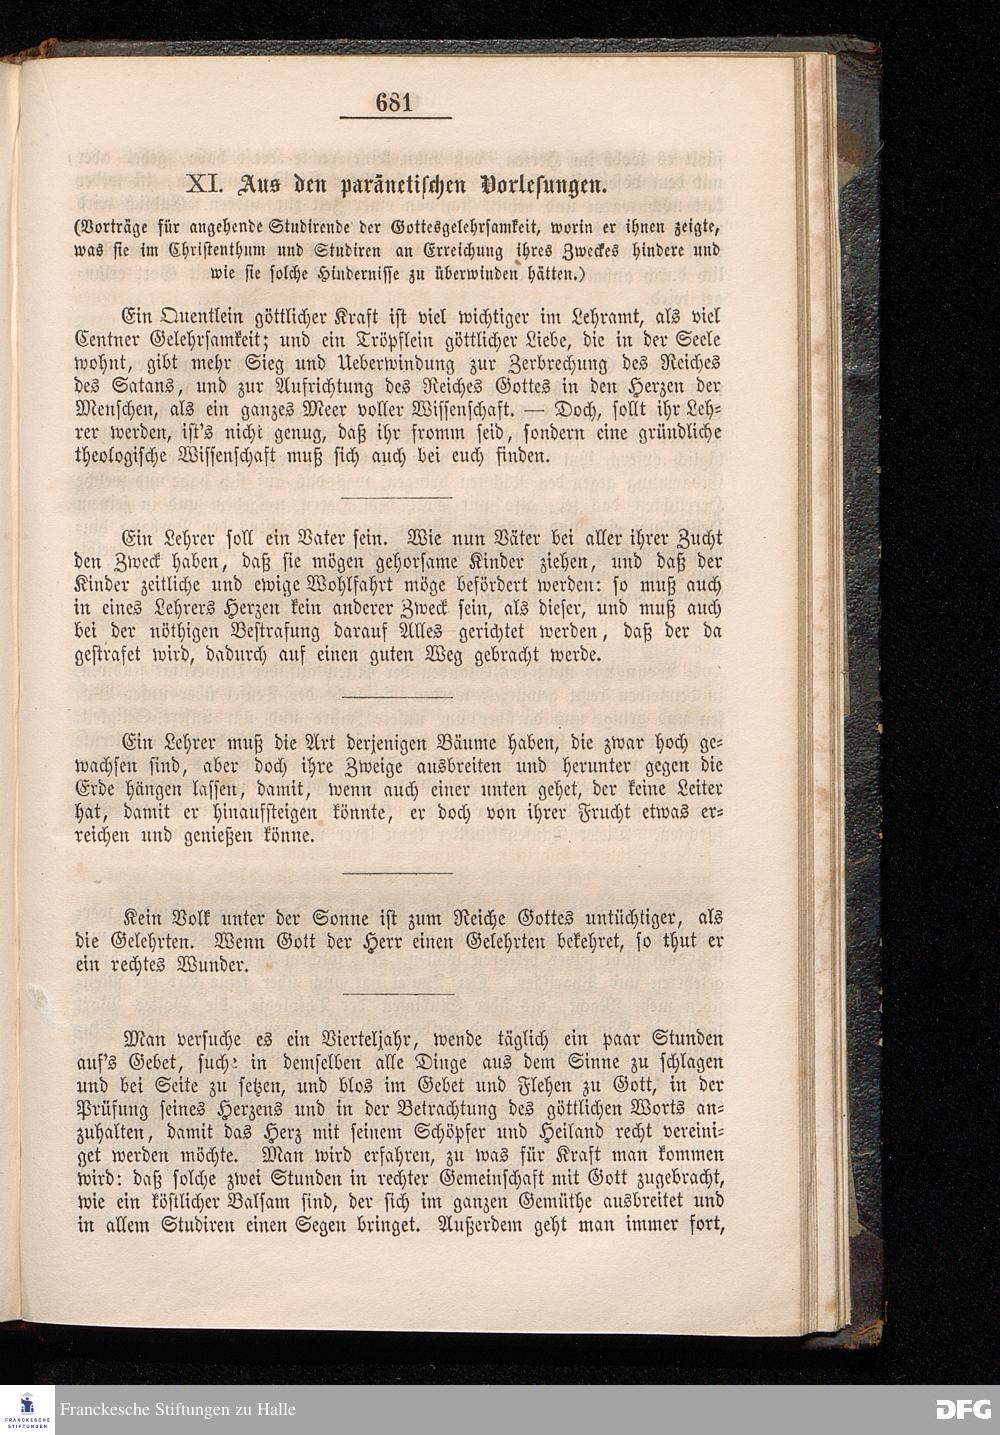 681
XI. Aus den paränetischen Vorlesungen.
(Vorträge für angehende Studirende der Gottesgelehrsamkeit, worin er ihnen zeigte,
was sie im Christenthum und Studiren an Erreichung ihres Zweckes hindere und
wie sie solche Hindernisse zu überwinden hätten.)
Ein Quentlein göttlicher Kraft ist viel wichtiger im Lehramt, als viel
Centner Gelehrsamkeit; und ein Tröpflein göttlicher Liebe, die in der Seele
wohnt, gibt mehr Sieg und Ueberwindung zur Zerbrechung des Reiches
des Satans, und zur Aufrichtung des Reiches Gottes in den Herzen der
Menschen, als ein ganzes Meer voller Wissenschaft. — Doch, sollt ihr Leh-
rer werden, ist's nicht genug, daß ihr fromm seid, sondern eine gründliche
theologische Wissenschaft muß sich auch bei euch finden.
Ein Lehrer soll ein Vater sein. Wie nun Väter bei aller ihrer Zucht
den Zweck haben, daß sie mögen gehorsame Kinder ziehen, und daß der
Kinder zeitliche und ewige Wohlfahrt möge befördert werden: so muß auch
in eines Lehrers Herzen kein anderer Zweck sein, als dieser, und muß auch
bei der nöthigen Bestrafung darauf Alles gerichtet werden, daß der da
gestrafet wird, dadurch auf einen guten Weg gebracht werde.
Ein Lehrer muß die Art derjenigen Bäume haben, die zwar hoch ge-
wachsen sind, aber doch ihre Zweige ausbreiten und herunter gegen die
Erde hängen lassen, damit, wenn auch einer unten gehet, der keine Leiter
hat, damit er hinaufsteigen könnte, er doch von ihrer Frucht etwas er-
reichen und genießen könne.
Kein Volk unter der Sonne ist zum Reiche Gottes untüchtiger, als
die Gelehrten. Wenn Gott der Herr einen Gelehrten bekehret, so thut er
ein rechtes Wunder.
Man versuche es ein Vierteljahr, wende täglich ein paar Stunden
auf's Gebet, suche in demselben alle Dinge aus dem Sinne zu schlagen
und bei Seite zu setzen, und blos im Gebet und Flehen zu Gott, in der
Prüfung seines Herzens und in der Betrachtung des göttlichen Worts an-
zuhalten, damit das Herz mit seinem Schöpfer und Heiland recht vereini-
get werden möchte. Man wird erfahren, zu was für Kraft man kommen
wird: daß solche zwei Stunden in rechter Gemeinschaft mit Gott zugebracht,
wie ein köstlicher Balsam sind, der sich im ganzen Gemüthe ausbreitet und
in allem Studiren einen Segen bringet. Außerdem geht man immer fort,
FRANCKESCHE
STIFTUNGEN
Franckesche Stiftungen zu Halle
DFG